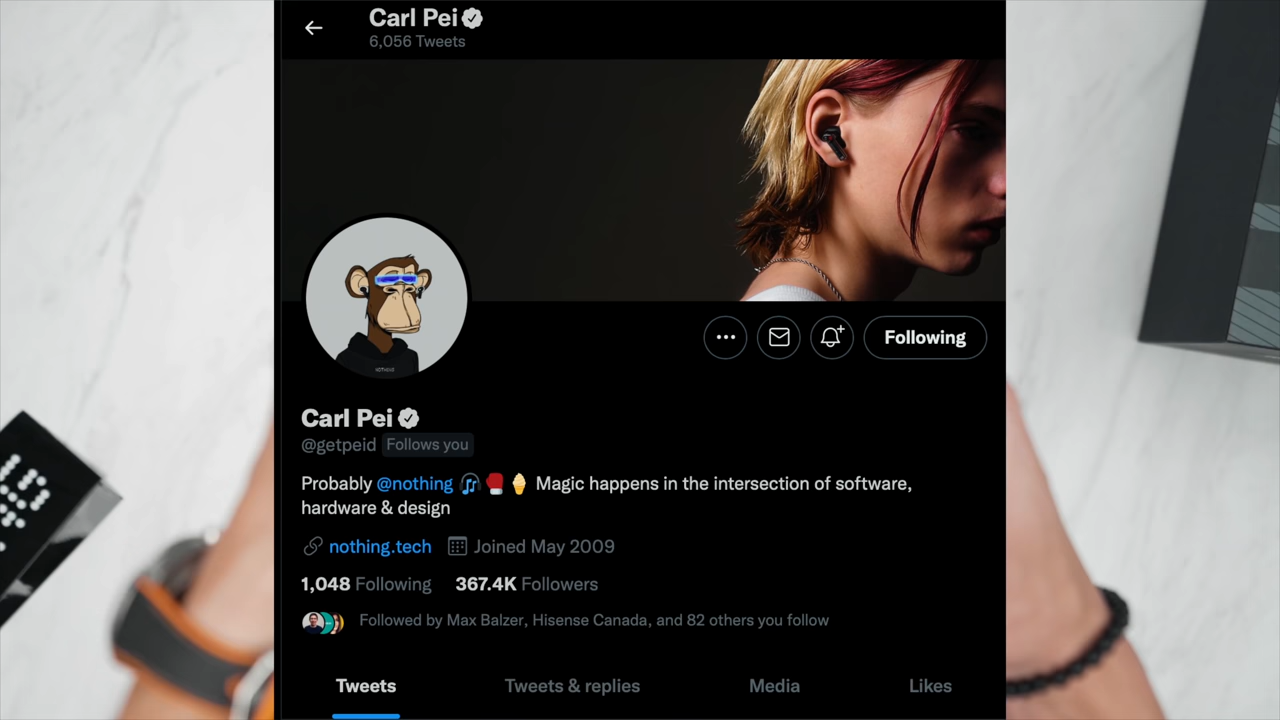 Carl Pei
6,056 Tweets
Following
Carl Pei
@getpeid Follows you
Probably @nothing 🎧🥊🍦 Magic happens in the intersection of software,
hardware & design
nothing.tech Joined May 2009
1,048 Following 367.4K Followers
Followed by Max Balzer, Hisense Canada, and 82 others you follow
Tweets Tweets & replies Media Likes